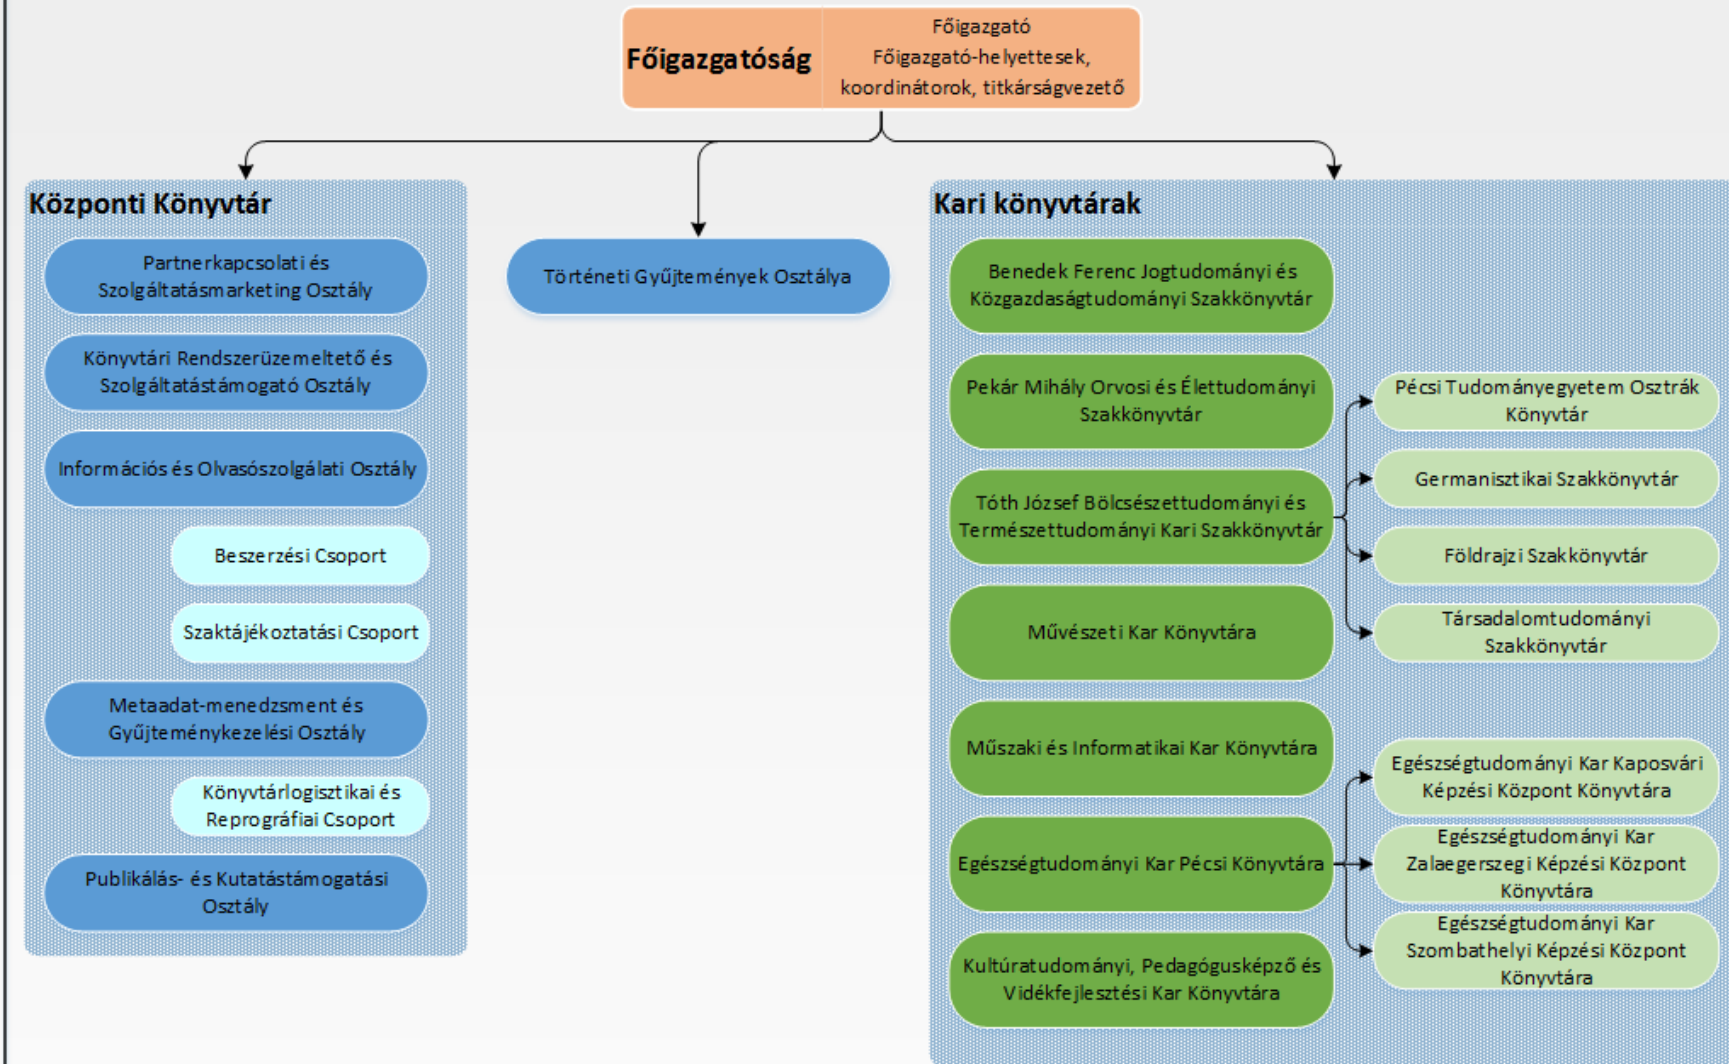 Főigazgatóság
Főigazgató
Főigazgató-helyettesek,
koordinátorok, titkárságvezető
Központi Könyvtár
Partnerkapcsolati és
Szolgáltatásmarketing Osztály
Könyvtári Rendszerüzemeltető és
Szolgáltatástámogató Osztály
Információs és Olvasószolgálati Osztály
Beszerzési Csoport
Szaktájékoztatási Csoport
Metaadat-menedzsment és
Gyűjteménykezelési Osztály
Könyvtárlogisztikai és
Reprográfiai Csoport
Publikálás- és Kutatástámogatási
Osztály
Történeti Gyűjtemények Osztálya
Kari könyvtárak
Benedek Ferenc Jogtudományi és
Közgazdaságtudományi Szakkönyvtár
Pekár Mihály Orvosi és Élettudományi
Szakkönyvtár
Tóth József Bölcsészettudományi és
Természettudományi Kari Szakkönyvtár
Pécsi Tudományegyetem Osztrák
Könyvtár
Germanisztikai Szakkönyvtár
Földrajzi Szakkönyvtár
Társadalomtudományi
Szakkönyvtár
Művészeti Kar Könyvtára
Műszaki és Informatikai Kar Könyvtára
Egészségtudományi Kar Pécsi Könyvtára
Egészségtudományi Kar Kaposvári
Képzési Központ Könyvtára
Egészségtudományi Kar
Zalaegerszegi Képzési Központ
Könyvtára
Egészségtudományi Kar
Szombathelyi Képzési Központ
Könyvtára
Kultúratudományi, Pedagógusképző és
Vidékfejlesztési Kar Könyvtára